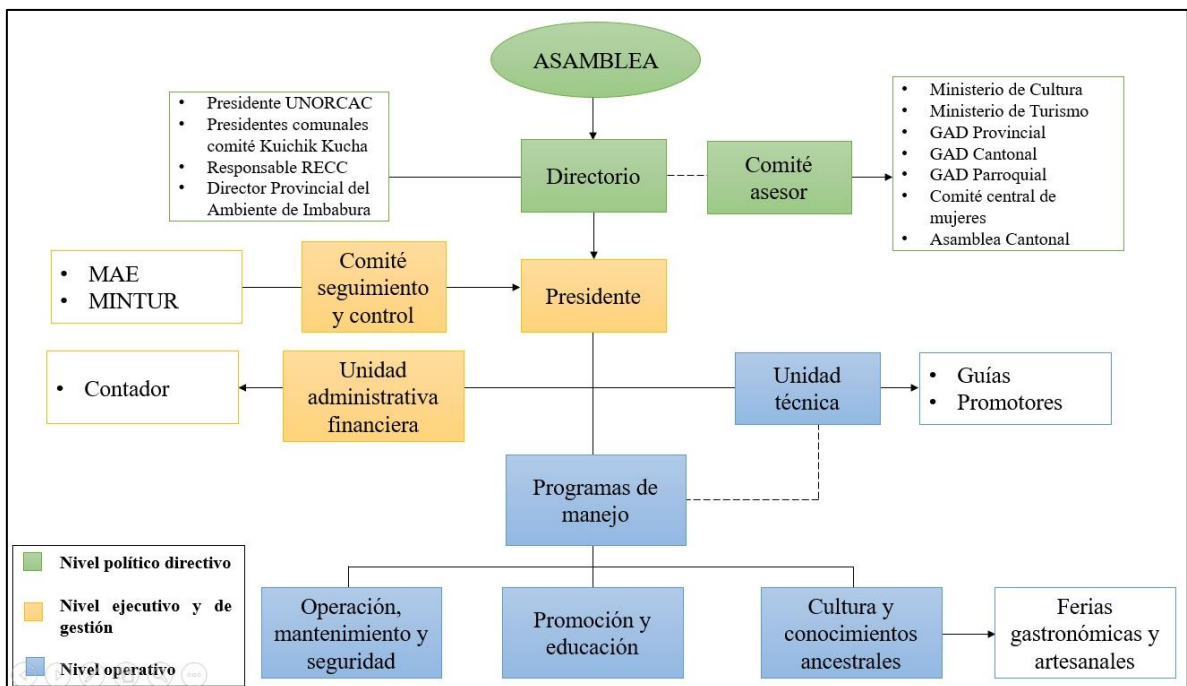 ASAMBLEA
• Presidente UNORCAC
• Presidentes comunales
comité Kuichik Kucha
• Responsable RECC
• Director Provincial del
Ambiente de Imbabura
Directorio
Comité
asesor
• Ministerio de Cultura
• Ministerio de Turismo
• GAD Provincial
• GAD Cantonal
• GAD Parroquial
• Comité central de
mujeres
• Asamblea Cantonal
• MAE
• MINTUR
Comité
seguimiento
y control
Presidente
• Contador
Unidad
administrativa
financiera
Unidad
técnica
• Guías
• Promotores
Programas de
manejo
Nivel político directivo
Nivel ejecutivo y de
gestión
Nivel operativo
Operación,
mantenimiento y
seguridad
Promoción y
educación
Cultura y
conocimientos
ancestrales
Ferias
gastronómicas y
artesanales